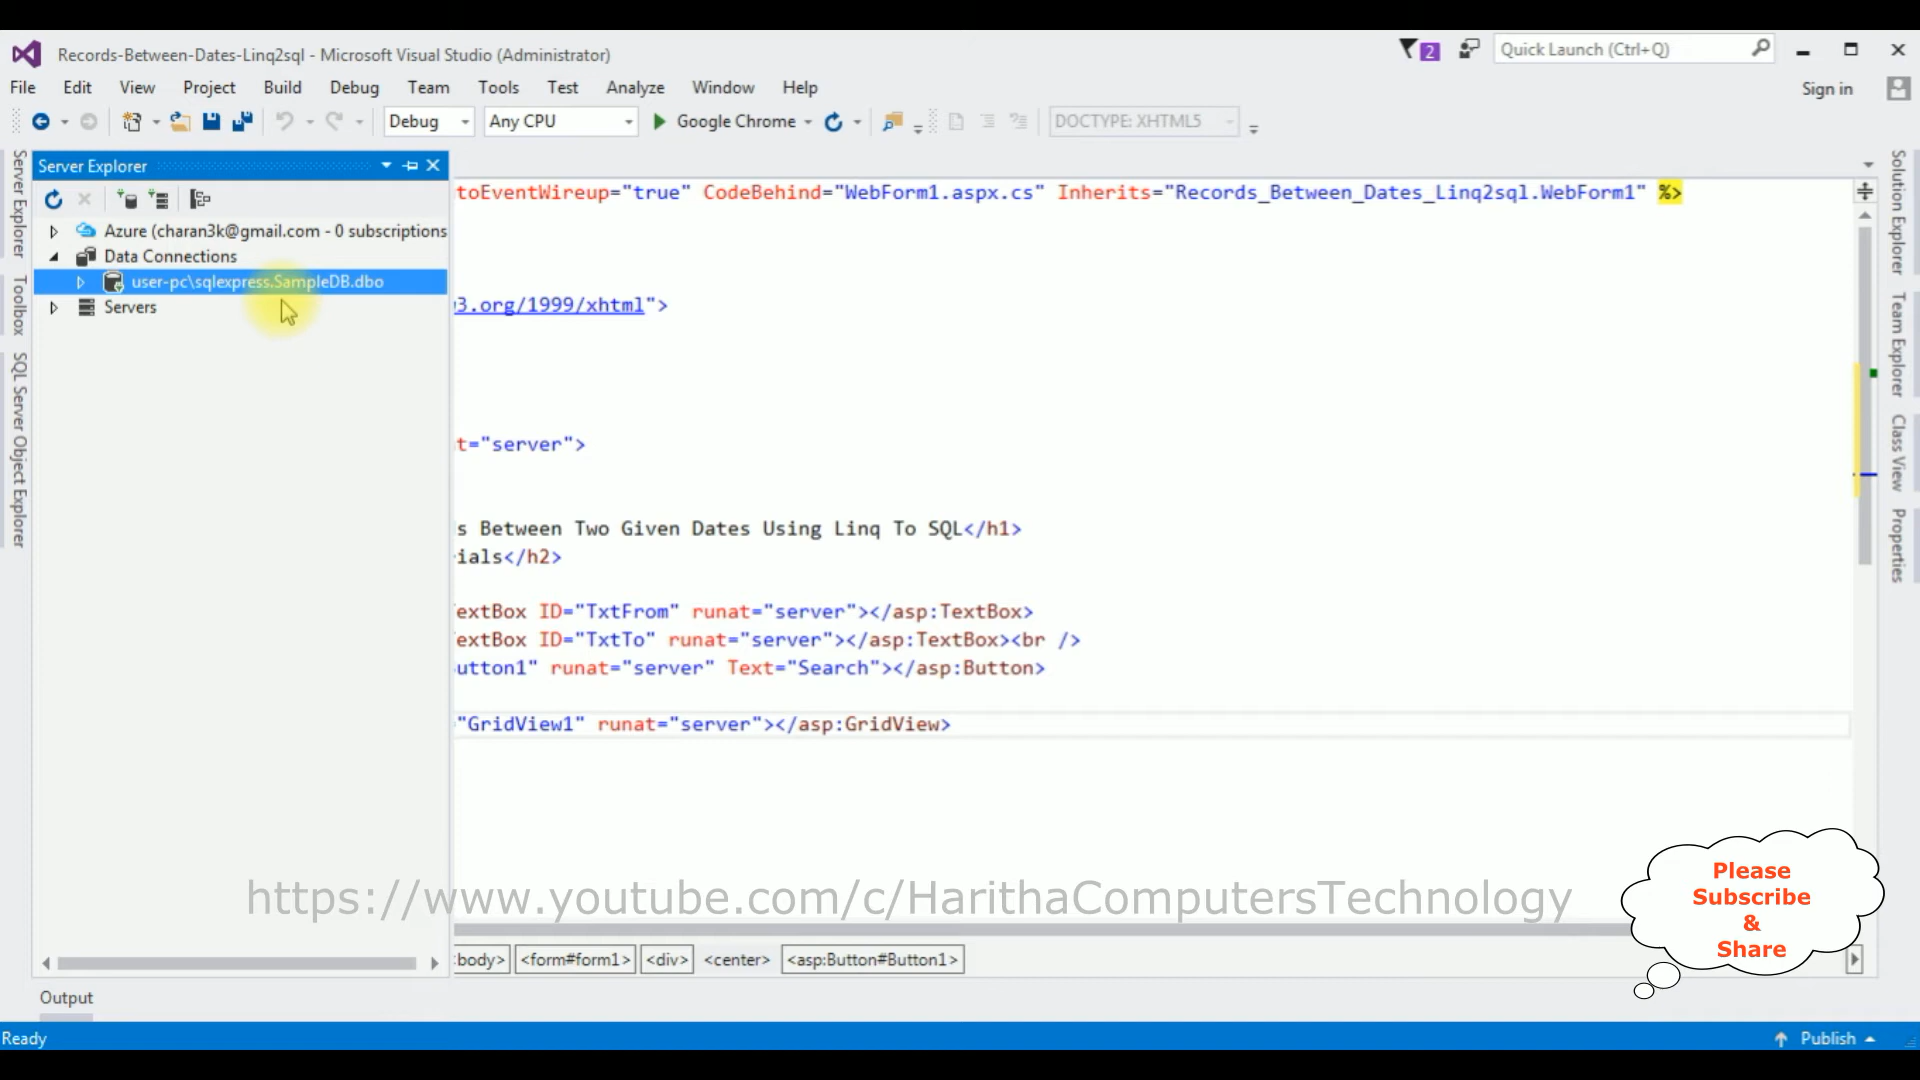 Records-Between-Dates-Linq2sql - Microsoft Visual Studio (Administrator)
2
Quick Launch (Ctrl+Q)
File Edit View Project Build Debug Team Tools Test Analyze Window Help
Sign in
Debug Any CPU Google Chrome DOCTYPE: XHTML5
Server Explorer
Toolbox
SQL Server Object Explorer
Server Explorer
Azure (charan3k@gmail.com - 0 subscriptions
Data Connections
user-pc\sqlexpress.SampleDB.dbo
Servers
toEventWireup="true" CodeBehind="WebForm1.aspx.cs" Inherits="Records_Between_Dates_Linq2sql.WebForm1" %>
3.org/1999/xhtml">
t="server">
s Between Two Given Dates Using Linq To SQL</h1>
ials</h2>
extBox ID="TxtFrom" runat="server"></asp:TextBox>
extBox ID="TxtTo" runat="server"></asp:TextBox><br />
utton1" runat="server" Text="Search"></asp:Button>
"GridView1" runat="server"></asp:GridView>
Solution Explorer
Team Explorer
Class View
Properties
https://www.youtube.com/c/HarithaComputersTechnology
Please
Subscribe
&
Share
body> <form#form1> <div> <center> <asp:Button#Button1>
Output
Ready
Publish